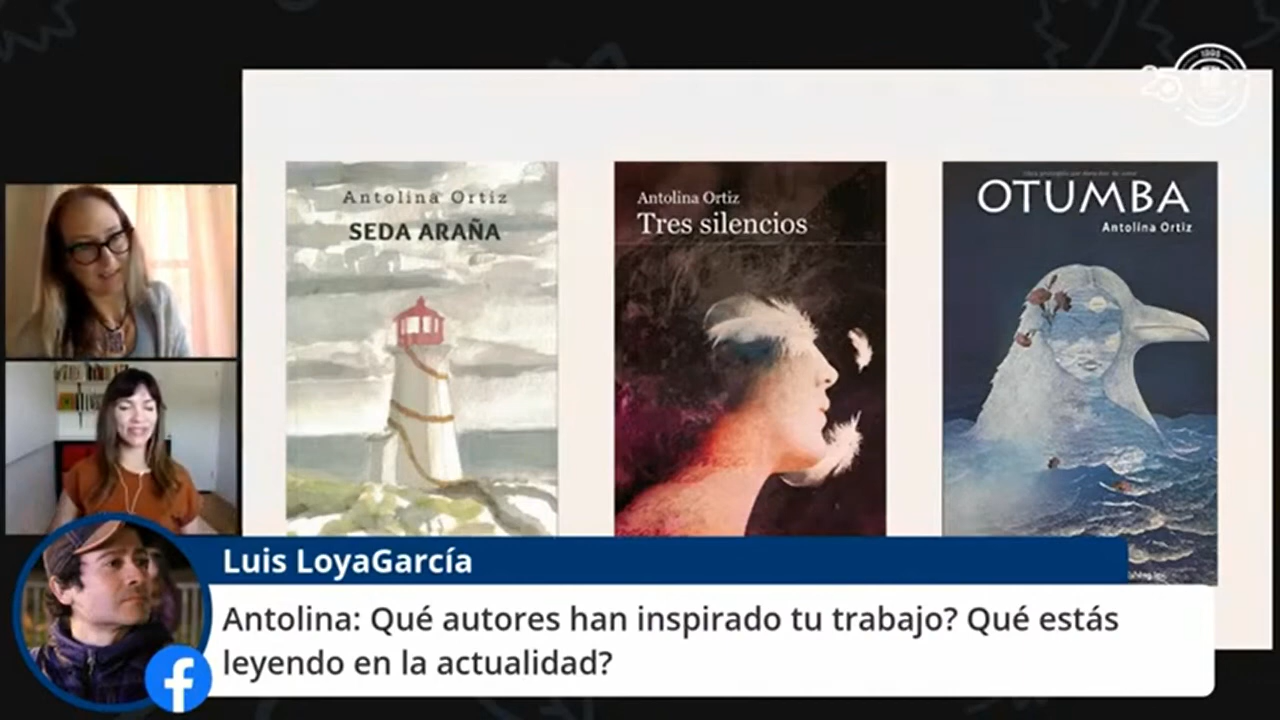 Antolina Ortiz
SEDA ARAÑA
Antolina Ortiz
Tres silencios
OTUMBA
Antolina Ortiz
Luis LoyaGarcía
Antolina: Qué autores han inspirado tu trabajo? Qué estás
leyendo en la actualidad?